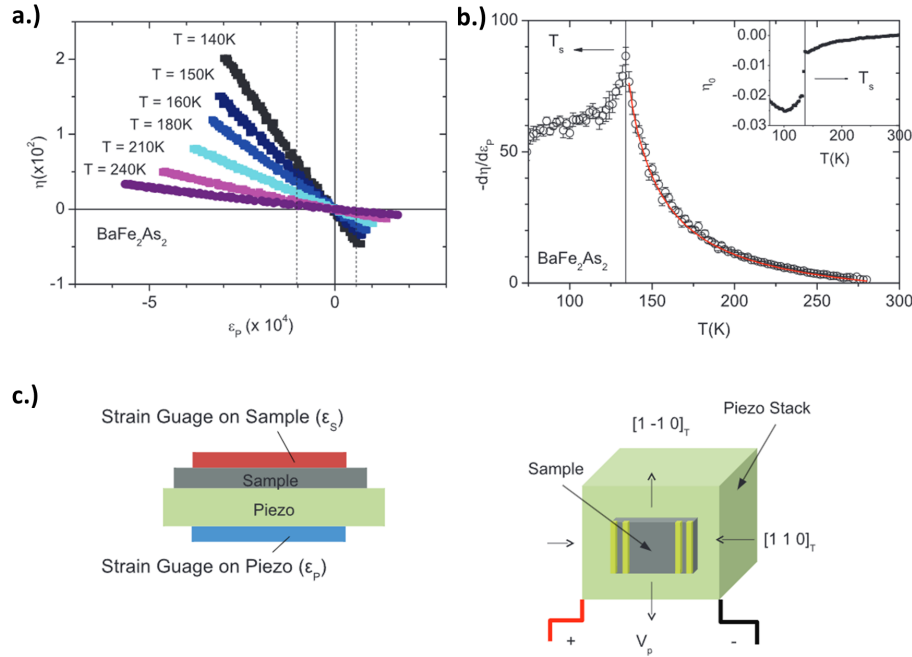 a.)
2
1
0
-1
η(x10²)
T = 140K
T = 150K
T = 160K
T = 180K
T = 210K
T = 240K
BaFe₂As₂
-5
0
5
ε_P (x 10⁴)
b.)
-100
-50
0
-dη/dε_P
T_s
BaFe₂As₂
100
150
200
250
300
T(K)
0.00
-0.01
-0.02
-0.03
η₀
T_s
100
200
300
T(K)
c.)
Strain Guage on Sample (ε_S)
Sample
Piezo
Strain Guage on Piezo (ε_P)
[1 -1 0]_T
Piezo Stack
Sample
[1 1 0]_T
+
V_p
-